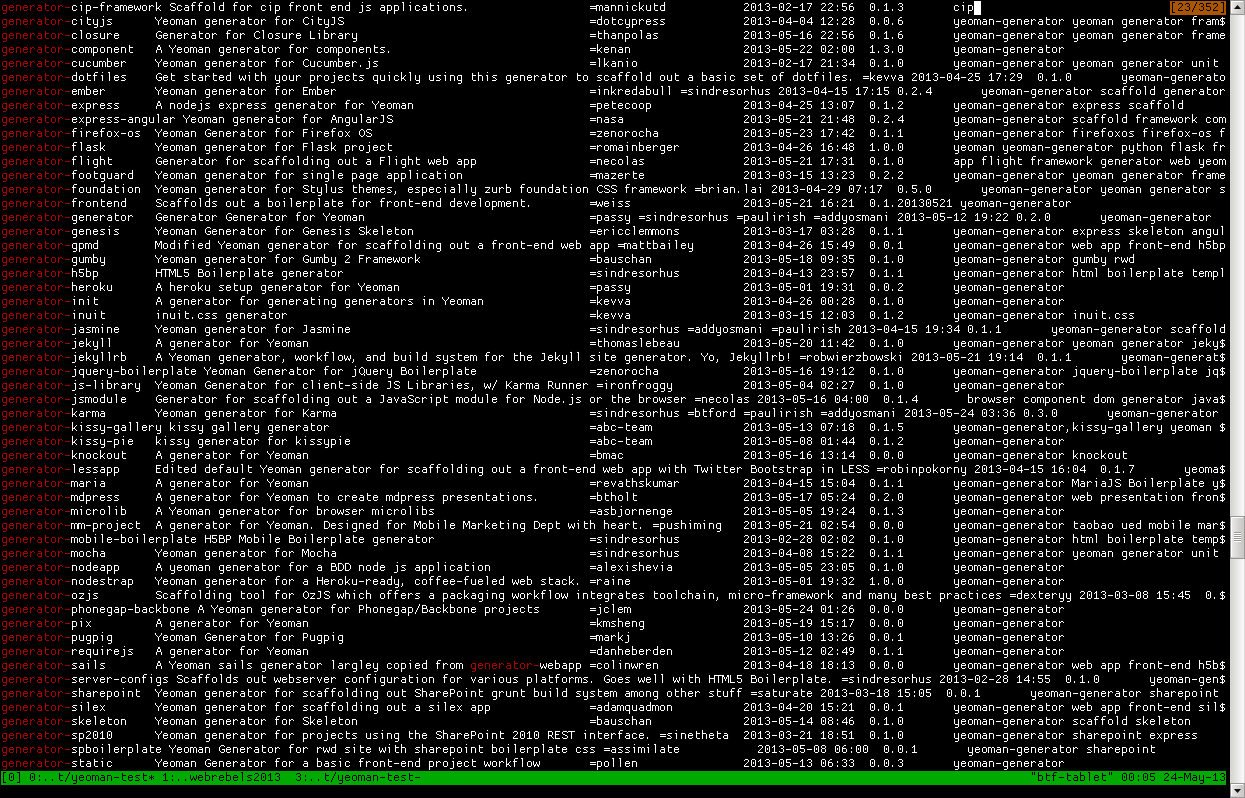 generator-cip-framework Scaffold for cip front end js applications. =mannickutd 2013-02-17 22:56 0.1.3 cip [23/352]
generator-cityjs Yeoman generator for CityJS =dotcypress 2013-04-04 12:28 0.0.6 yeoman-generator yeoman generator fram$
generator-closure Generator for Closure Library =thanpolas 2013-05-16 22:56 0.1.6 yeoman-generator yeoman generator frame
generator-component A Yeoman generator for components. =kenan 2013-05-22 02:00 1.3.0 yeoman-generator
generator-cucumber Yeoman generator for Cucumber.js =lkanio 2013-02-17 21:34 0.1.0 yeoman-generator yeoman generator unit
generator-dotfiles Get started with your projects quickly using this generator to scaffold out a basic set of dotfiles. =kevva 2013-04-25 17:29 0.1.0 yeoman-generato
generator-ember Yeoman generator for Ember =inkredabull =sindresorhus 2013-04-15 17:15 0.2.4 yeoman-generator scaffold generator
generator-express A nodejs express generator for Yeoman =petecoop 2013-04-25 13:07 0.1.2 yeoman-generator express scaffold
generator-express-angular Yeoman generator for AngularJS =nasa 2013-05-21 21:48 0.2.4 yeoman-generator scaffold framework com
generator-firefox-os Yeoman Generator for Firefox OS =zenorocha 2013-05-23 17:42 0.1.1 yeoman-generator firefoxos firefox-os f
generator-flask Yeoman generator for Flask project =romainberger 2013-04-26 16:48 1.0.0 yeoman yeoman-generator python flask fr
generator-flight Generator for scaffolding out a Flight web app =necolas 2013-05-21 17:31 0.1.0 app flight framework generator web yeom
generator-footguard Yeoman generator for single page application =mazerte 2013-03-15 13:23 0.2.2 yeoman-generator yeoman generator frame
generator-foundation Yeoman generator for Stylus themes, especially zurb foundation CSS framework =brian.lai 2013-04-29 07:17 0.5.0 yeoman-generator yeoman generator s
generator-frontend Scaffolds out a boilerplate for front-end development. =weiss 2013-05-21 16:21 0.1.20130521 yeoman-generator
generator-generator Generator Generator for Yeoman =passy =sindresorhus =paulirish =addyosmani 2013-05-12 19:22 0.2.0 yeoman-generator
generator-genesis Yeoman Generator for Genesis Skeleton =ericclemmons 2013-03-17 03:28 0.1.1 yeoman-generator express skeleton angul
generator-gpmd Modified Yeoman generator for scaffolding out a front-end web app =mattbailey 2013-04-26 15:49 0.0.1 yeoman-generator web app front-end h5bp
generator-gumby Yeoman generator for Gumby 2 Framework =bauschan 2013-05-18 09:35 0.1.0 yeoman-generator gumby rwd
generator-h5bp HTML5 Boilerplate generator =sindresorhus 2013-04-13 23:57 0.1.1 yeoman-generator html boilerplate templ
generator-heroku A heroku setup generator for Yeoman =passy 2013-05-01 19:31 0.0.2 yeoman-generator
generator-init A generator for generating generators in Yeoman =kevva 2013-04-26 00:28 0.1.0 yeoman-generator
generator-inuit inuit.css generator =kevva 2013-03-15 12:03 0.1.2 yeoman-generator inuit.css
generator-jasmine Yeoman generator for Jasmine =sindresorhus =addyosmani =paulirish 2013-04-15 19:34 0.1.1 yeoman-generator scaffold
generator-jekyll A Yeoman generator for Jekyll =thomaslebeau 2013-05-20 11:42 0.1.0 yeoman-generator yeoman generator jeky$
generator-jekyllrb A Yeoman generator, workflow, and build system for the Jekyll site generator. Yo, Jekyllrb! =robwierzbowski 2013-05-21 19:14 0.1.1 yeoman-generat$
generator-jquery-boilerplate Yeoman Generator for jQuery Boilerplate =zenorocha 2013-05-16 19:12 0.1.0 yeoman-generator jquery-boilerplate jq$
generator-js-library Yeoman Generator for client-side JS Libraries, w/ Karma Runner =ironfroggy 2013-05-04 02:27 0.1.0 yeoman-generator
generator-jsmodule Generator for scaffolding out a JavaScript module for Node.js or the browser =necolas 2013-05-16 04:00 0.1.4 browser component dom generator java$
generator-karma Yeoman generator for Karma =sindresorhus =btford =paulirish =addyosmani 2013-05-24 03:36 0.3.0 yeoman-generator
generator-kissy-gallery kissy gallery generator =abc-team 2013-05-13 07:18 0.1.5 yeoman-generator,kissy-gallery yeoman $
generator-kissy-pie kissy generator for kissypie =abc-team 2013-05-08 01:44 0.1.2 yeoman-generator
generator-knockout A generator for Yeoman =bmac 2013-05-16 13:14 0.0.0 yeoman-generator knockout
generator-lessapp Edited default Yeoman generator for scaffolding out a front-end web app with Twitter Bootstrap in LESS =robinpokorny 2013-04-15 16:04 0.1.7 yeoma$
generator-maria A generator for Yeoman =revathskumar 2013-04-15 15:04 0.1.1 yeoman-generator MariaJS Boilerplate y$
generator-mdpress A generator for Yeoman to create mdpress presentations. =btholt 2013-05-17 05:24 0.2.0 yeoman-generator web presentation fron$
generator-microlib A Yeoman generator for browser microlibs =asbjornenge 2013-05-05 19:24 0.1.3 yeoman-generator
generator-mm-project A generator for Yeoman. Designed for Mobile Marketing Dept with heart. =pushiming 2013-05-21 02:54 0.0.0 yeoman-generator taobao ued mobile mar$
generator-mobile-boilerplate H5BP Mobile Boilerplate generator =sindresorhus 2013-02-28 02:02 0.1.0 yeoman-generator html boilerplate temp$
generator-mocha Yeoman generator for Mocha =sindresorhus 2013-04-08 15:22 0.1.1 yeoman-generator yeoman generator unit
generator-nodeapp A yeoman generator for a BDD node js application =alexishevia 2013-05-05 23:05 0.1.0 yeoman-generator
generator-nodestrap A Yeoman generator for a Heroku-ready, coffee-fueled web stack. =raine 2013-05-01 19:32 1.0.0 yeoman-generator
generator-ozjs Scaffolding tool for OzJS which offers a packaging workflow integrates toolchain, micro-framework and many best practices =dexteryy 2013-03-08 15:45 0.$
generator-phonegap-backbone A Yeoman generator for Phonegap/Backbone projects =jclem 2013-05-24 01:26 0.0.0 yeoman-generator
generator-pix A generator for Yeoman =kmsheng 2013-05-19 15:17 0.0.0 yeoman-generator
generator-pugpig Yeoman Generator for Pugpig =markj 2013-05-10 13:26 0.0.1 yeoman-generator
generator-requirejs A generator for Yeoman =danheberden 2013-05-12 02:49 0.1.1 yeoman-generator
generator-sails A Yeoman sails generator largley copied from generator-webapp =colinwren 2013-04-18 18:13 0.0.0 yeoman-generator web app front-end h5b$
generator-server-configs Scaffolds out webserver configuration for various platforms. Goes well with HTML5 Boilerplate. =sindresorhus 2013-02-28 14:55 0.1.0 yeoman-gen$
generator-sharepoint Yeoman generator for scaffolding out SharePoint grunt build system among other stuff =saturate 2013-03-18 15:05 0.0.1 yeoman-generator sharepoint
generator-silex Yeoman generator for scaffolding out a silex app =adamquadmon 2013-04-20 15:21 0.0.1 yeoman-generator web app front-end sil$
generator-skeleton Yeoman generator for Skeleton =bauschan 2013-05-14 08:46 0.1.0 yeoman-generator scaffold skeleton
generator-sp2010 Yeoman generator for projects using the SharePoint 2010 REST interface. =sinetheta 2013-03-21 18:51 0.1.0 yeoman-generator sharepoint express
generator-spboilerplate Yeoman Generator for rwd site with sharepoint boilerplate css =assimilate 2013-05-08 06:00 0.0.1 yeoman-generator sharepoint
generator-static Generator for a basic front-end project workflow =pollen 2013-05-13 06:33 0.0.3 yeoman-generator
[0] 0:..t/yeoman-test* 1:..webrebels2013 3:..t/yeoman-test- "btf-tablet" 00:05 24-May-13